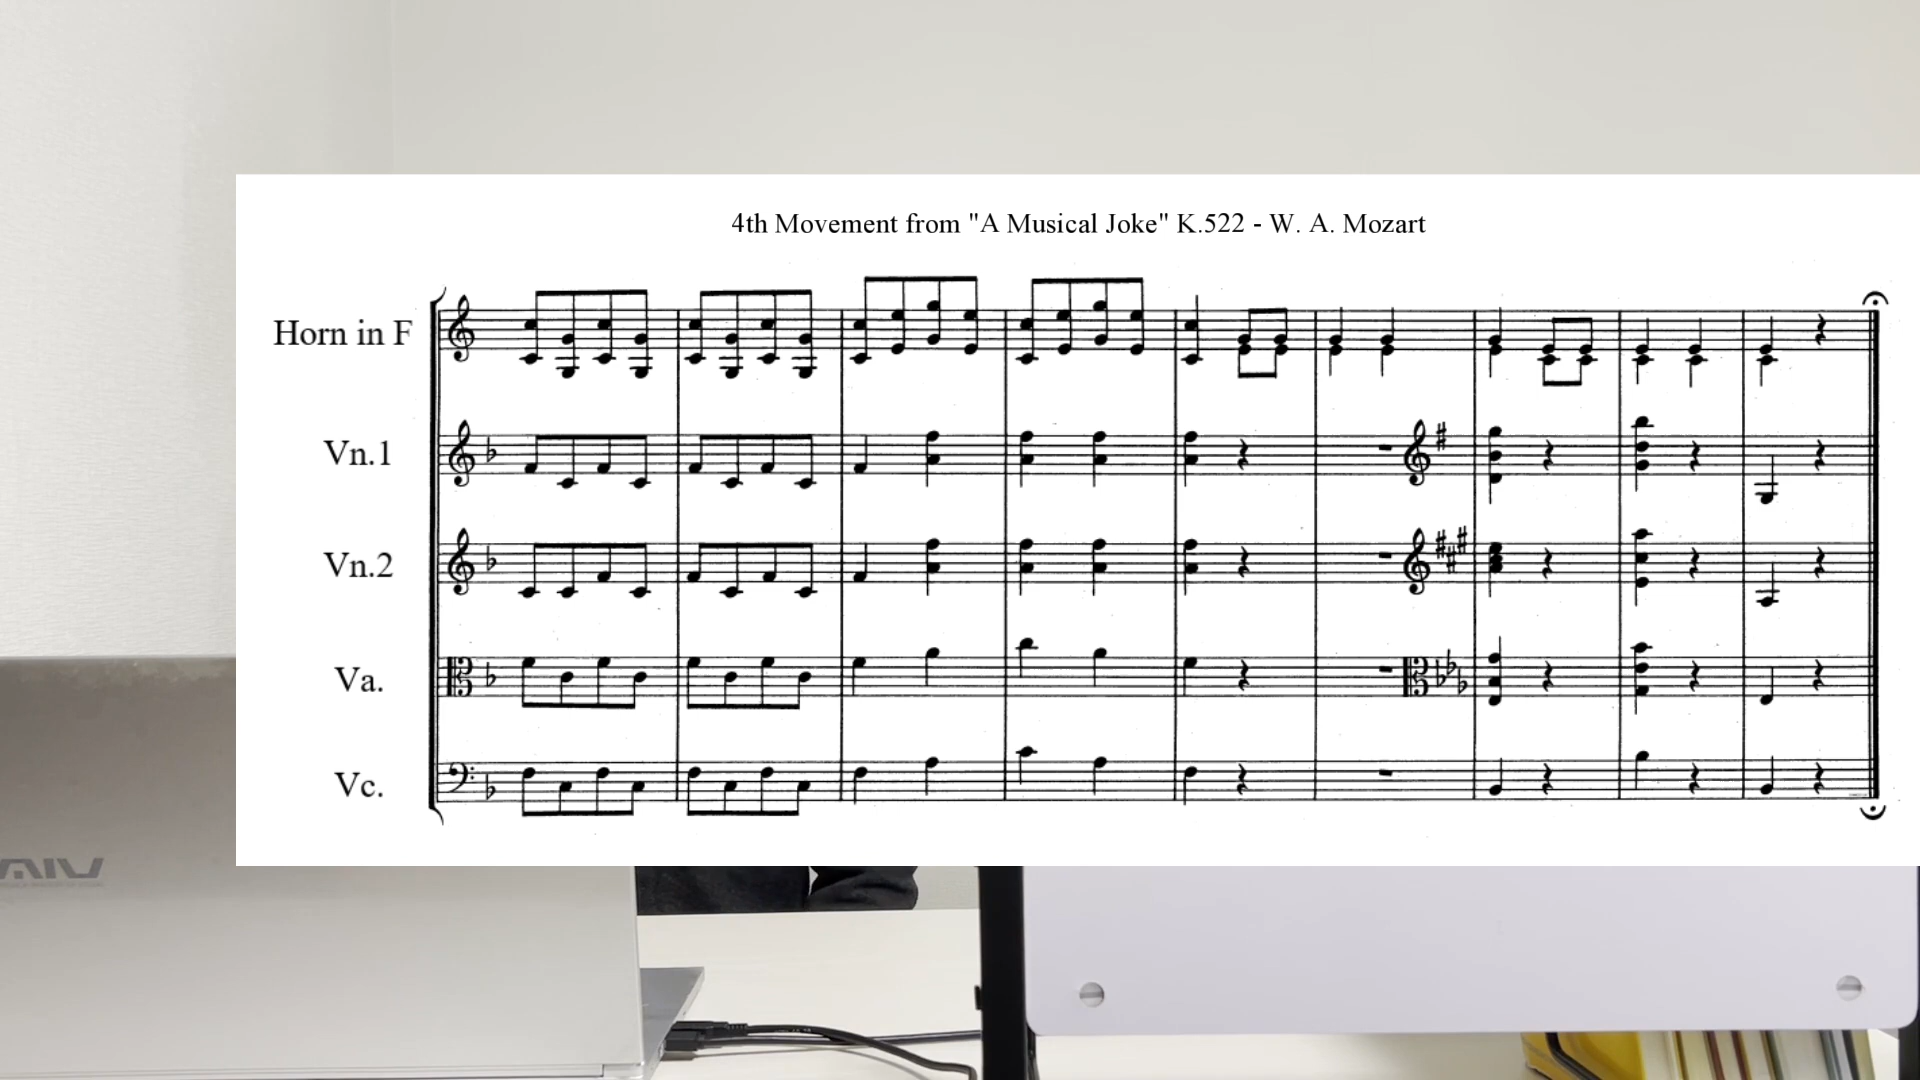 4th Movement from "A Musical Joke" K.522 - W. A. Mozart
Horn in F
Vn.1
Vn.2
Va.
Vc.